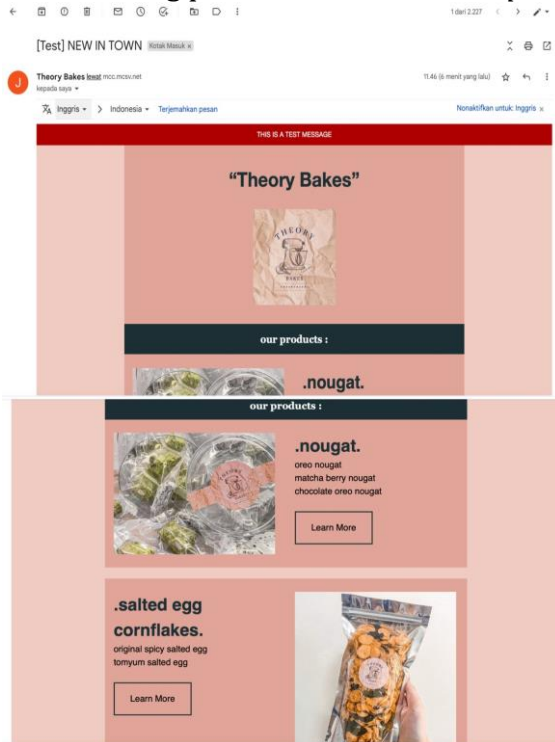 1 dari 2.227
[Test] NEW IN TOWN Kotak Masuk x
Theory Bakes lewat mcc.mcsv.net
11.46 (6 menit yang lalu)
kepada saya
Inggris > Indonesia Terjemahkan pesan
Nonaktifkan untuk: Inggris x
THIS IS A TEST MESSAGE
“Theory Bakes”
THEORY
BAKES
our products :
.nougat.
our products :
.nougat.
oreo nougat
matcha berry nougat
chocolate oreo nougat
Learn More
.salted egg
cornflakes.
original spicy salted egg
tomyum salted egg
Learn More